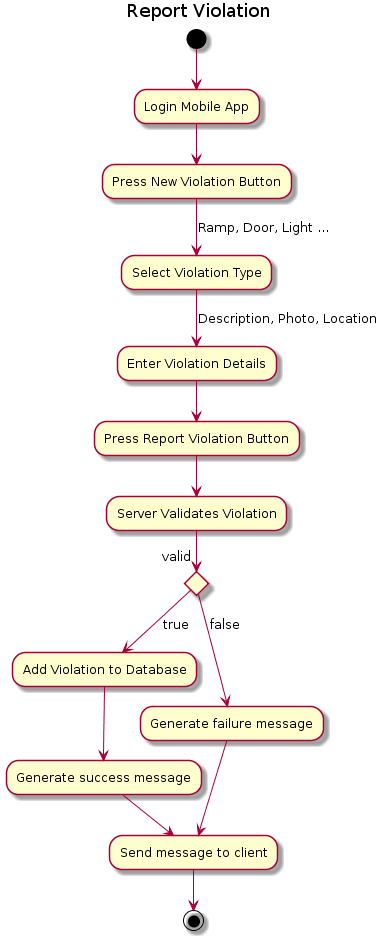 Report Violation
Login Mobile App
Press New Violation Button
Ramp, Door, Light ...
Select Violation Type
Description, Photo, Location
Enter Violation Details
Press Report Violation Button
Server Validates Violation
valid
true
false
Add Violation to Database
Generate failure message
Generate success message
Send message to client